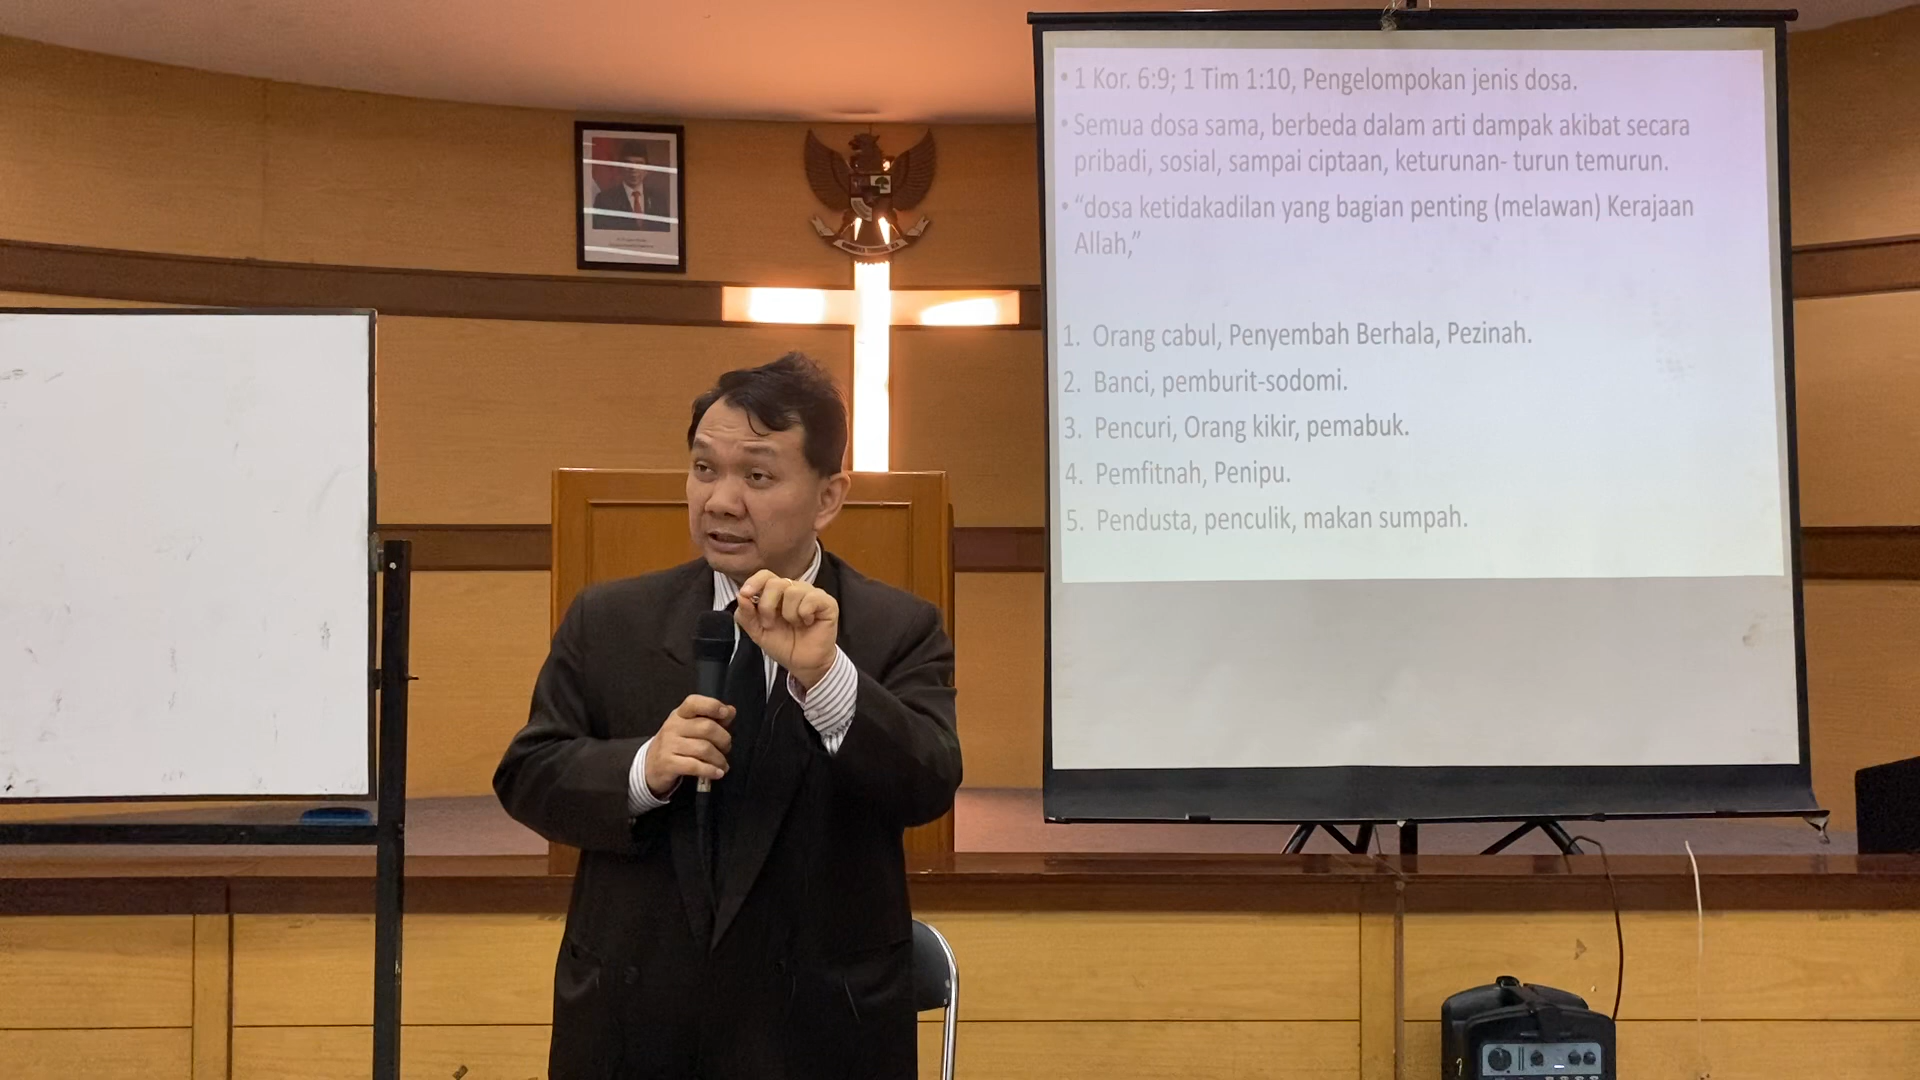 • 1 Kor. 6:9; 1 Tim 1:10, Pengelompokan jenis dosa.
• Semua dosa sama, berbeda dalam arti dampak akibat secara
pribadi, sosial, sampai ciptaan, keturunan- turun temurun.
• “dosa ketidakadilan yang bagian penting (melawan) Kerajaan
Allah,”
1. Orang cabul, Penyembah Berhala, Pezinah.
2. Banci, pemburit-sodomi.
3. Pencuri, Orang kikir, pemabuk.
4. Pemfitnah, Penipu.
5. Pendusta, penculik, makan sumpah.